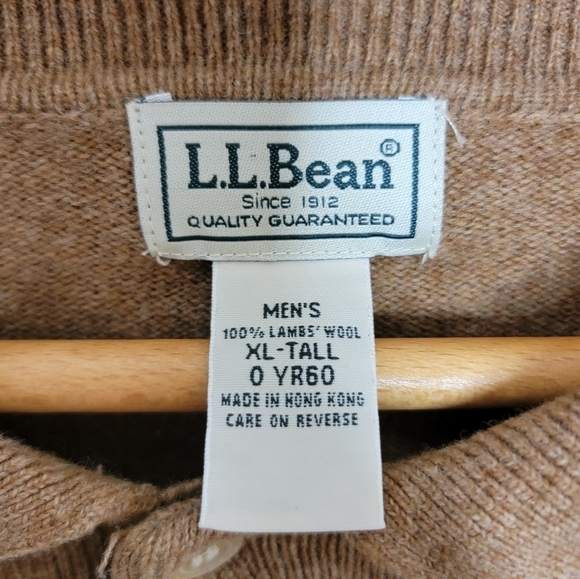 L.L.Bean®
Since 1912
QUALITY GUARANTEED
MEN'S
100% LAMBS' WOOL
XL-TALL
0 YR60
MADE IN HONG KONG
CARE ON REVERSE